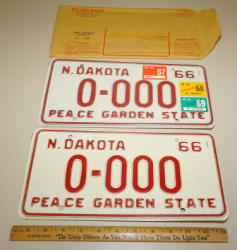 N. DAKOTA 66
67
0-000
68
69
PEACE GARDEN STATE
N. DAKOTA 66
0-000
PEACE GARDEN STATE
"Do Unto Others As You Would Have Them Do Unto You"